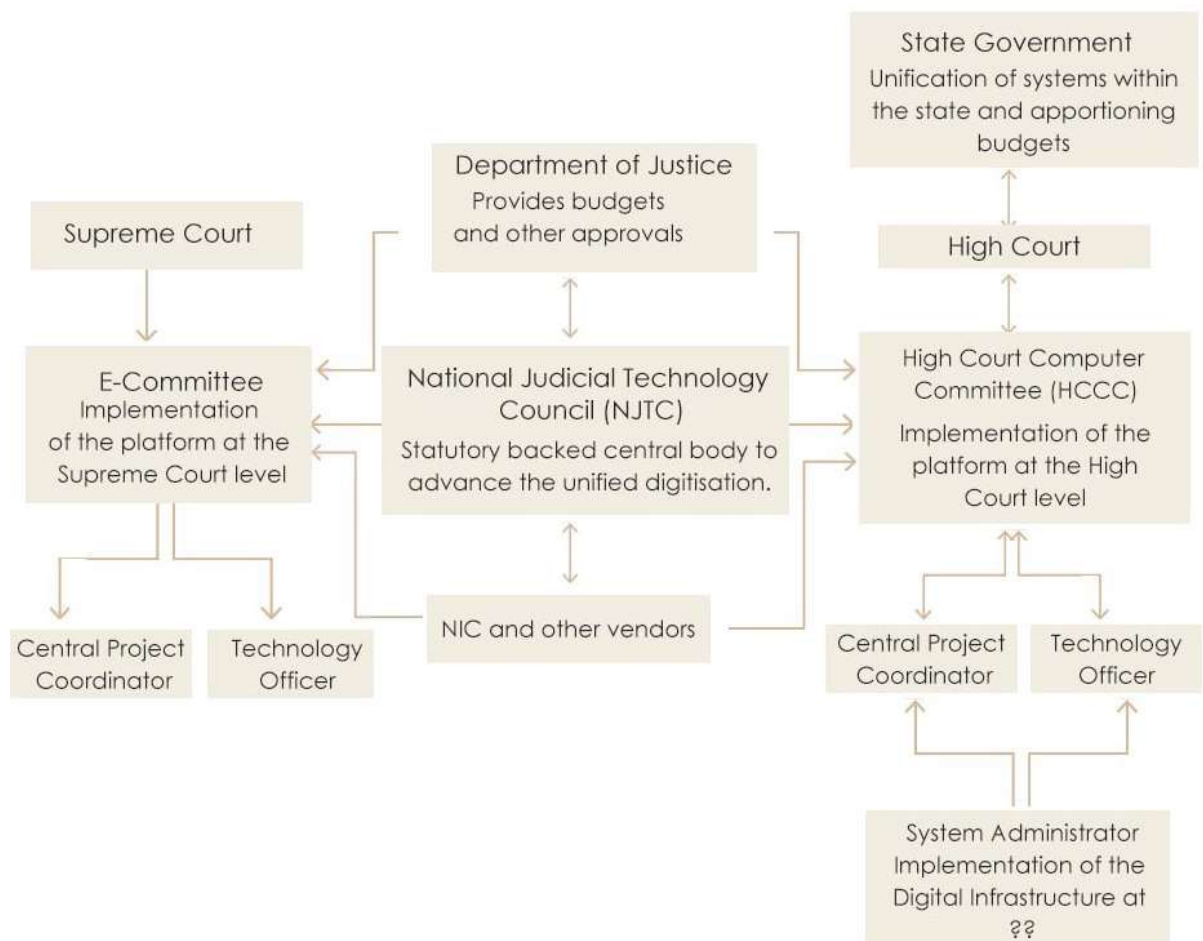 State Government
Unification of systems within
the state and apportioning
budgets
Department of Justice
Provides budgets
and other approvals
Supreme Court
High Court
E-Committee
Implementation
of the platform at the
Supreme Court level
National Judicial Technology
Council (NJTC)
Statutory backed central body to
advance the unified digitisation.
High Court Computer
Committee (HCCC)
Implementation of the
platform at the High
Court level
NIC and other vendors
Central Project
Coordinator
Technology
Officer
Central Project
Coordinator
Technology
Officer
System Administrator
Implementation of the
Digital Infrastructure at
??